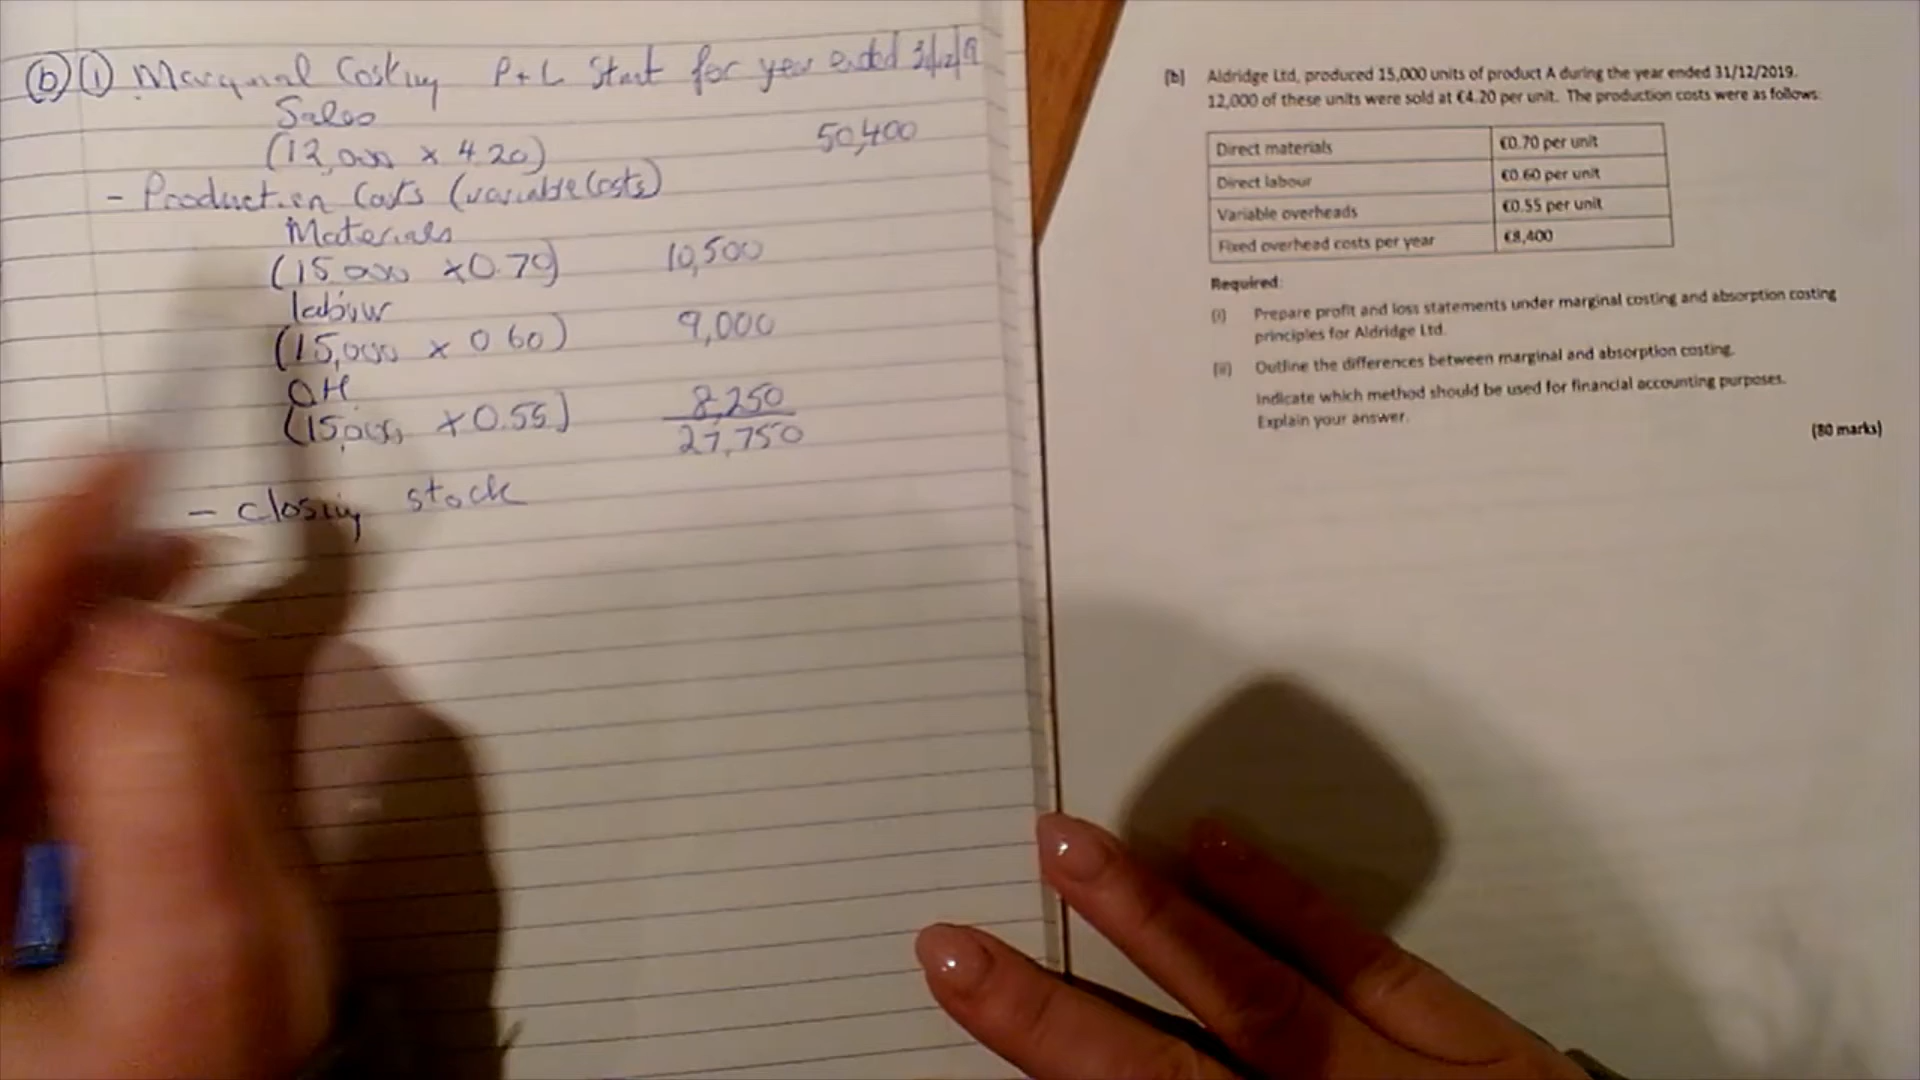 (b) (1) Marginal Costing P+L Stmt for year ended 31/12/19
Sales
(12,000 x 4.20) 50,400
- Production Costs (variable Costs)
Materials
(15,000 x 0.70) 10,500
labour
(15,000 x 0.60) 9,000
OH
(15,000 x 0.55) 8,250
27,750
- closing stock
(b) Aldridge Ltd, produced 15,000 units of product A during the year ended 31/12/2019.
12,000 of these units were sold at €4.20 per unit. The production costs were as follows:
Direct materials €0.70 per unit
Direct labour €0.60 per unit
Variable overheads €0.55 per unit
Fixed overhead costs per year €8,400
Required:
(i) Prepare profit and loss statements under marginal costing and absorption costing
principles for Aldridge Ltd.
(ii) Outline the differences between marginal and absorption costing.
Indicate which method should be used for financial accounting purposes.
Explain your answer.
(80 marks)